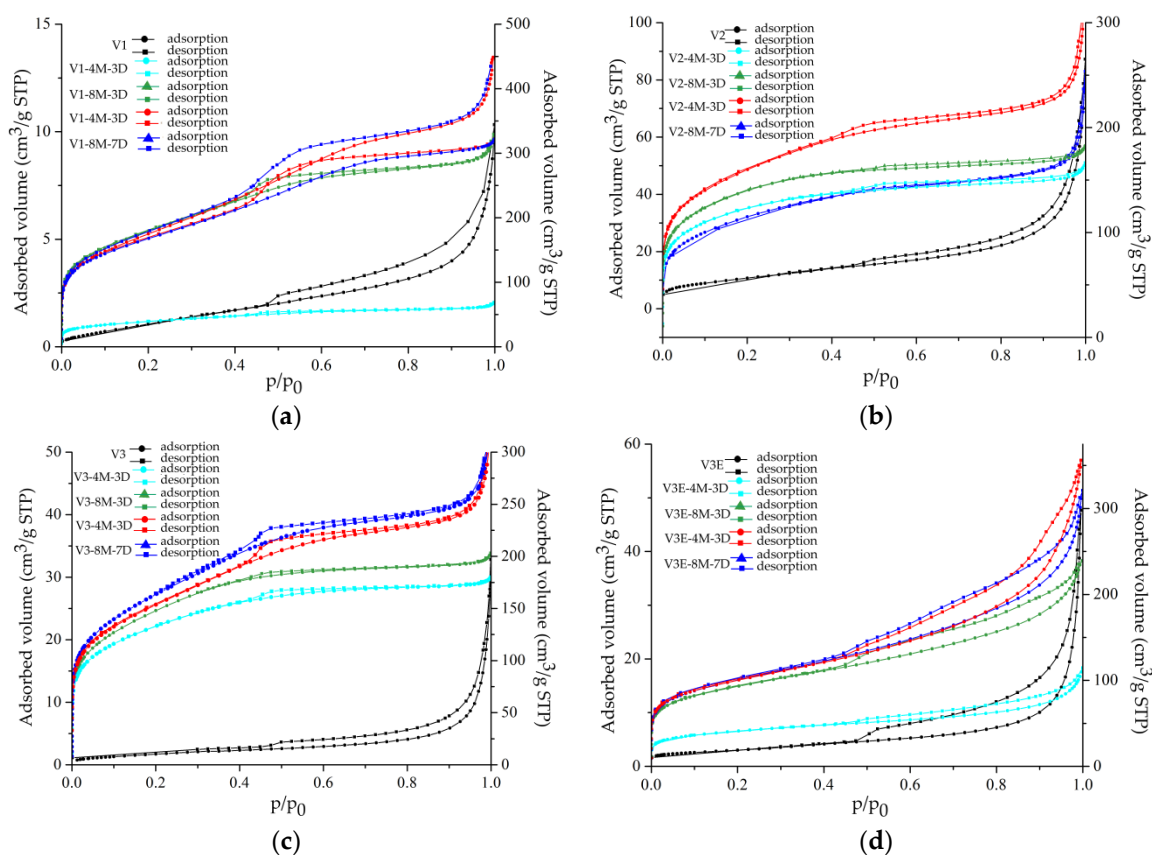 15
10
5
0
Adsorbed volume (cm³/g STP)
V1 adsorption
desorption
V1-4M-3D adsorption
desorption
V1-8M-3D adsorption
desorption
V1-4M-3D adsorption
desorption
V1-8M-7D adsorption
desorption
500
400
300
200
100
0
Adsorbed volume (cm³/g STP)
0.0 0.2 0.4 0.6 0.8 1.0
p/p₀
(a)
100
80
60
40
20
0
Adsorbed volume (cm³/g STP)
V2 adsorption
desorption
V2-4M-3D adsorption
desorption
V2-8M-3D adsorption
desorption
V2-4M-3D adsorption
desorption
V2-8M-7D adsorption
desorption
300
200
100
0
Adsorbed volume (cm³/g STP)
0.0 0.2 0.4 0.6 0.8 1.0
p/p₀
(b)
50
40
30
20
10
0
Adsorbed volume (cm³/g STP)
V3 adsorption
desorption
V3-4M-3D adsorption
desorption
V3-8M-3D adsorption
desorption
V3-4M-3D adsorption
desorption
V3-8M-7D adsorption
desorption
300
250
200
150
100
50
0
Adsorbed volume (cm³/g STP)
0.0 0.2 0.4 0.6 0.8 1.0
p/p₀
(c)
60
40
20
0
Adsorbed volume (cm³/g STP)
V3E adsorption
desorption
V3E-4M-3D adsorption
desorption
V3E-8M-3D adsorption
desorption
V3E-4M-3D adsorption
desorption
V3E-8M-7D adsorption
desorption
300
200
100
0
Adsorbed volume (cm³/g STP)
0.0 0.2 0.4 0.6 0.8 1.0
p/p₀
(d)